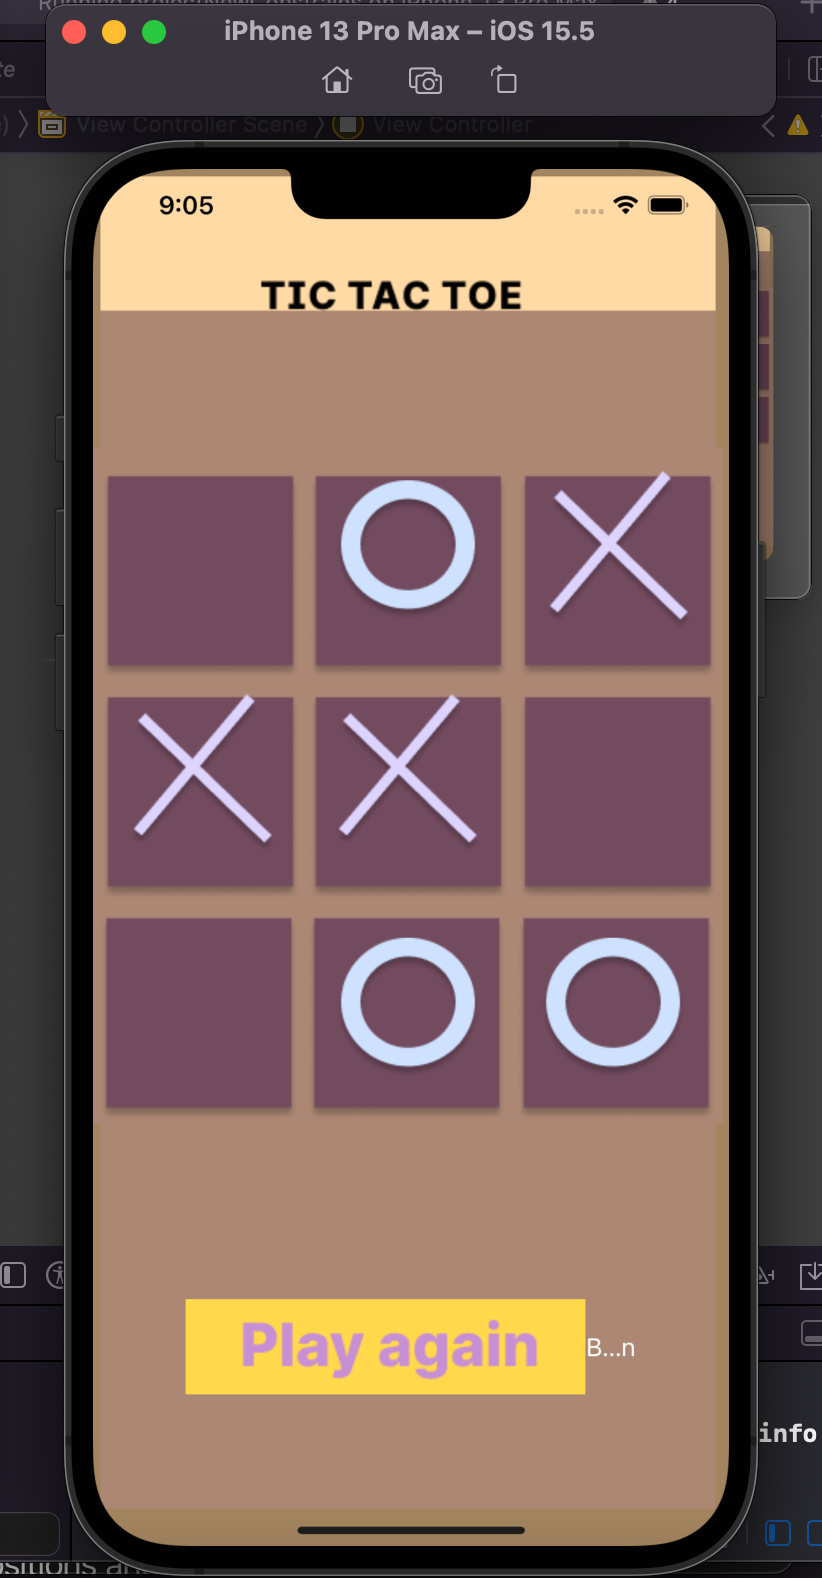 iPhone 13 Pro Max – iOS 15.5
View Controller Scene
View Controller
9:05
TIC TAC TOE
Play again
B...n
info